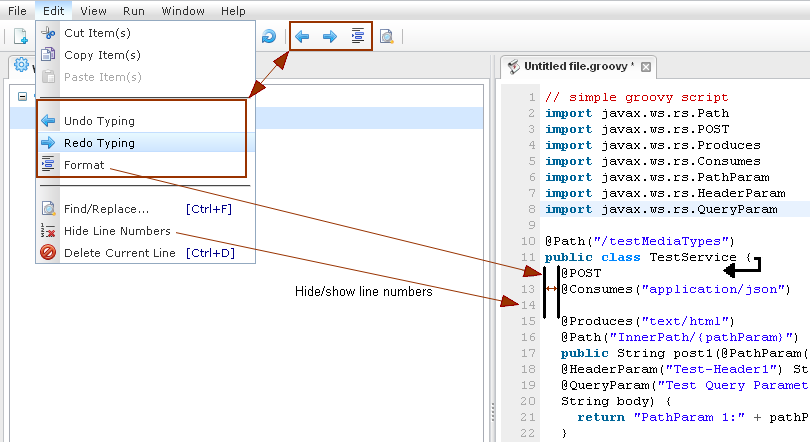 File Edit View Run Window Help
Cut Item(s)
Copy Item(s)
Paste Item(s)
Undo Typing
Redo Typing
Format
Find/Replace... [Ctrl+F]
Hide Line Numbers
Delete Current Line [Ctrl+D]
Hide/show line numbers
Untitled file.groovy *
1 // simple groovy script
2 import javax.ws.rs.Path
3 import javax.ws.rs.POST
4 import javax.ws.rs.Produces
5 import javax.ws.rs.Consumes
6 import javax.ws.rs.PathParam
7 import javax.ws.rs.HeaderParam
8 import javax.ws.rs.QueryParam
9
10 @Path("/testMediaTypes")
11 public class TestService {
12 @POST
13 @Consumes("application/json")
14
15 @Produces("text/html")
16 @Path("InnerPath/{pathParam}")
17 public String post1(@PathParam(
18 @HeaderParam("Test-Header1") St
19 @QueryParam("Test Query Paramet
20 String body) {
21 return "PathParam 1:" + pathP
22 }